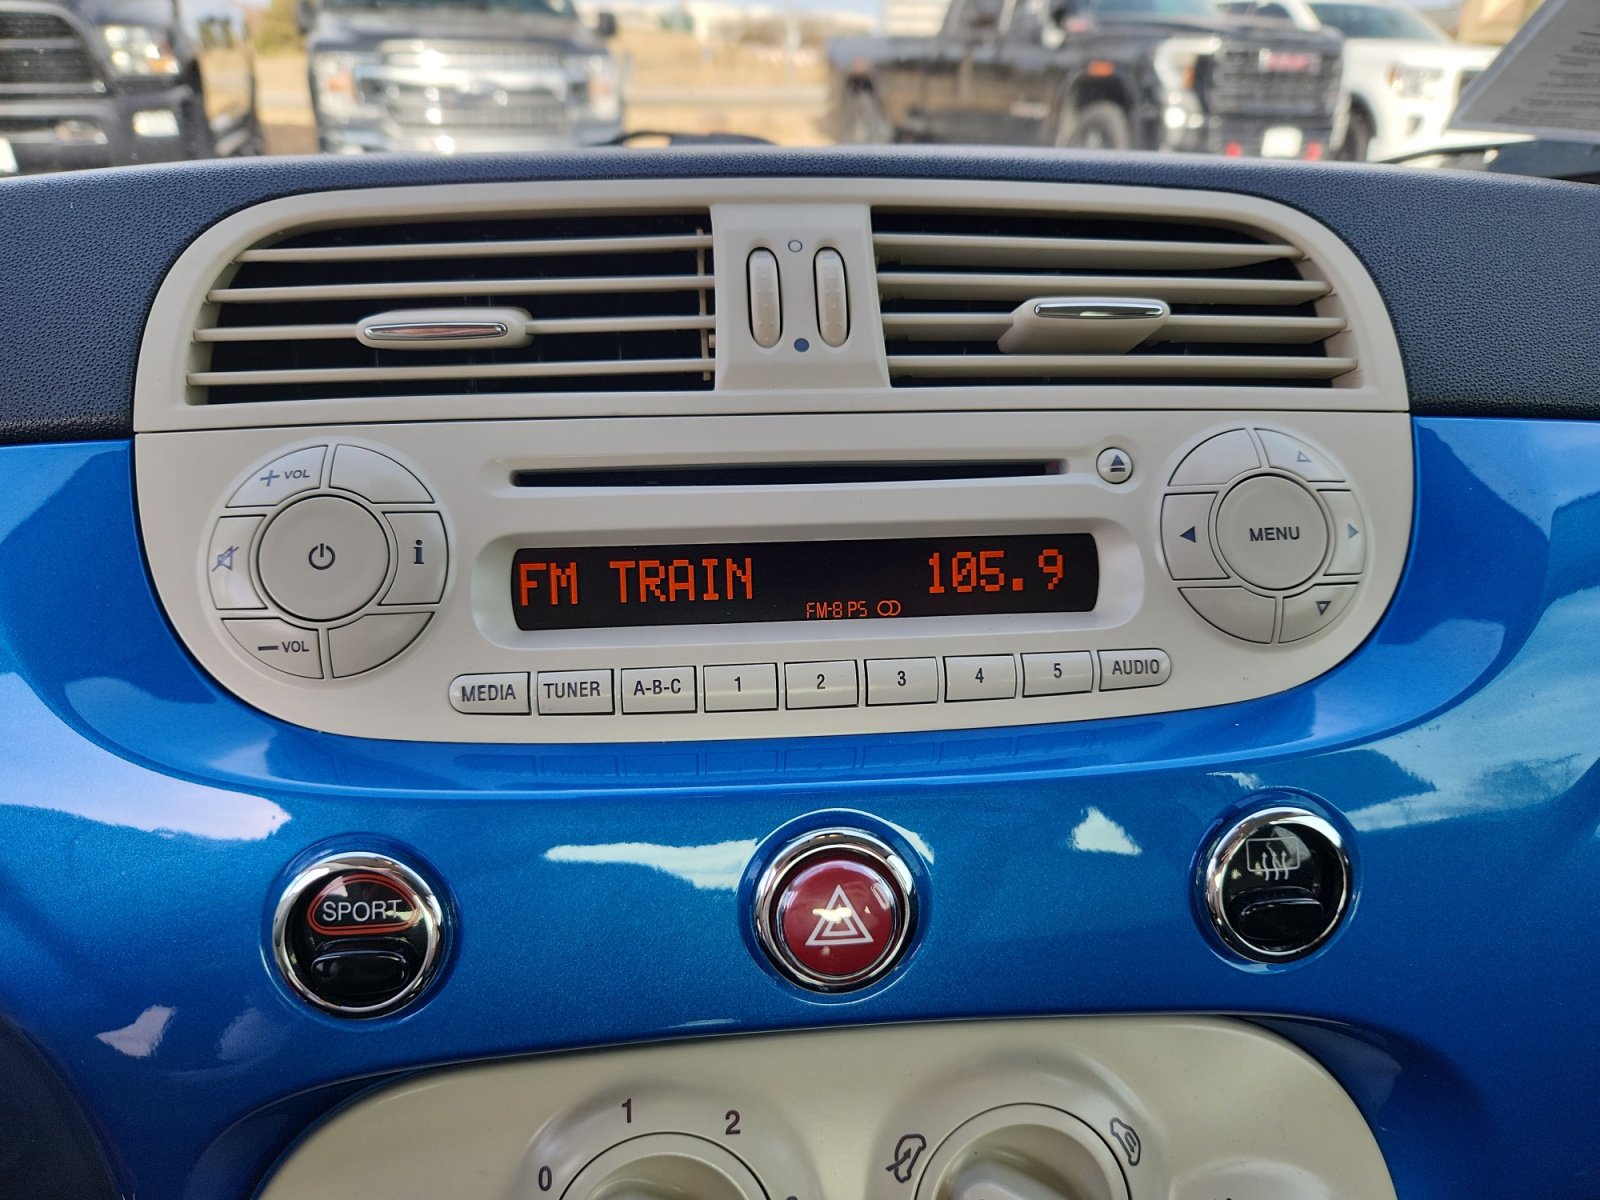 + VOL
i
MENU
FM TRAIN 105.9
FM-B PS
− VOL
MEDIA TUNER A-B-C 1 2 3 4 5 AUDIO
SPORT
0 1 2